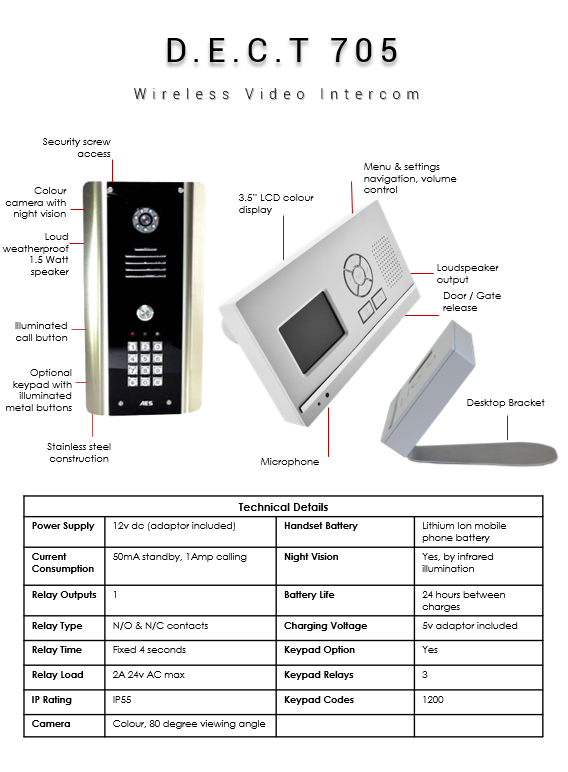 D.E.C.T 705
Wireless Video Intercom
Security screw
access
Colour
camera with
night vision
Loud
weatherproof
1.5 Watt
speaker
Illuminated
call button
Optional
keypad with
illuminated
metal buttons
Stainless steel
construction
AES
3.5" LCD colour
display
Menu & settings
navigation, volume
control
Loudspeaker
output
Door / Gate
release
Desktop Bracket
Microphone
Technical Details
Power Supply 12v dc (adaptor included) Handset Battery Lithium Ion mobile
phone battery
Current
Consumption 50mA standby, 1Amp calling Night Vision Yes, by infrared
illumination
Relay Outputs 1 Battery Life 24 hours between
charges
Relay Type N/O & N/C contacts Charging Voltage 5v adaptor included
Relay Time Fixed 4 seconds Keypad Option Yes
Relay Load 2A 24v AC max Keypad Relays 3
IP Rating IP55 Keypad Codes 1200
Camera Colour, 80 degree viewing angle